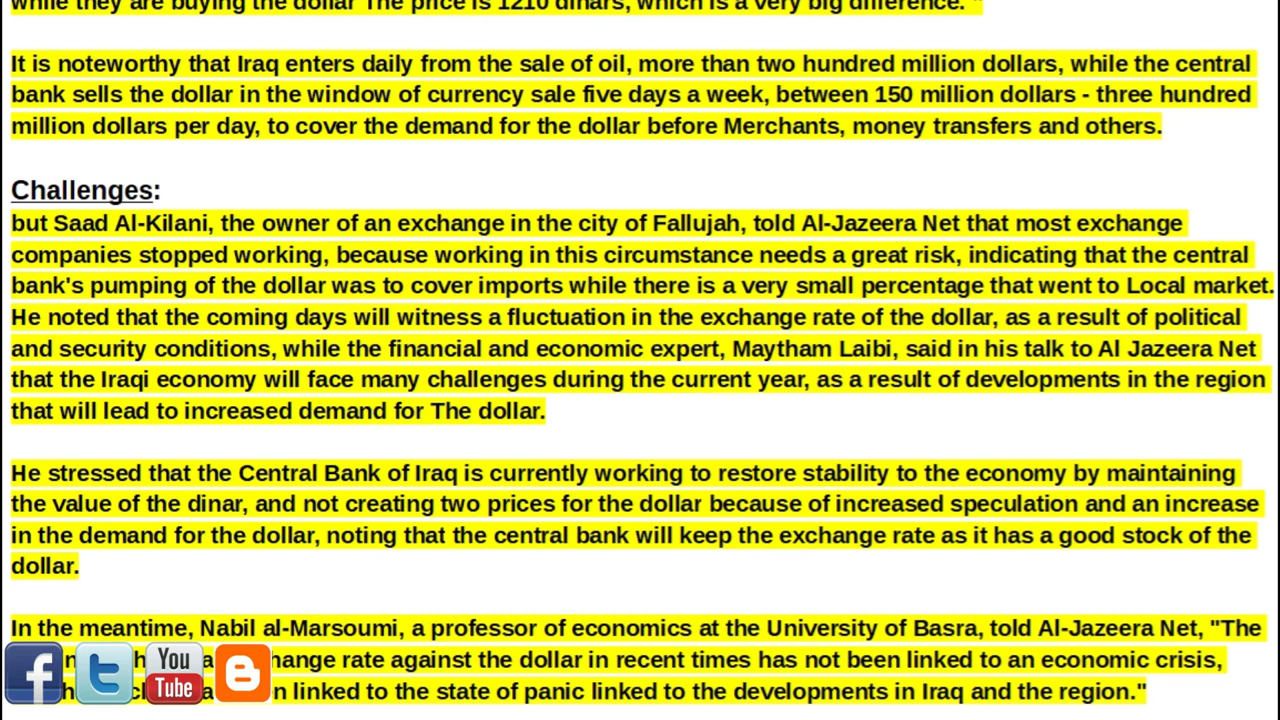 while they are buying the dollar The price is 1210 dinars, which is a very big difference. "
It is noteworthy that Iraq enters daily from the sale of oil, more than two hundred million dollars, while the central
bank sells the dollar in the window of currency sale five days a week, between 150 million dollars - three hundred
million dollars per day, to cover the demand for the dollar before Merchants, money transfers and others.
Challenges:
but Saad Al-Kilani, the owner of an exchange in the city of Fallujah, told Al-Jazeera Net that most exchange
companies stopped working, because working in this circumstance needs a great risk, indicating that the central
bank's pumping of the dollar was to cover imports while there is a very small percentage that went to Local market.
He noted that the coming days will witness a fluctuation in the exchange rate of the dollar, as a result of political
and security conditions, while the financial and economic expert, Maytham Laibi, said in his talk to Al Jazeera Net
that the Iraqi economy will face many challenges during the current year, as a result of developments in the region
that will lead to increased demand for The dollar.
He stressed that the Central Bank of Iraq is currently working to restore stability to the economy by maintaining
the value of the dinar, and not creating two prices for the dollar because of increased speculation and an increase
in the demand for the dollar, noting that the central bank will keep the exchange rate as it has a good stock of the
dollar.
In the meantime, Nabil al-Marsoumi, a professor of economics at the University of Basra, told Al-Jazeera Net, "The
hange rate against the dollar in recent times has not been linked to an economic crisis,
n linked to the state of panic linked to the developments in Iraq and the region."
f t You Tube B